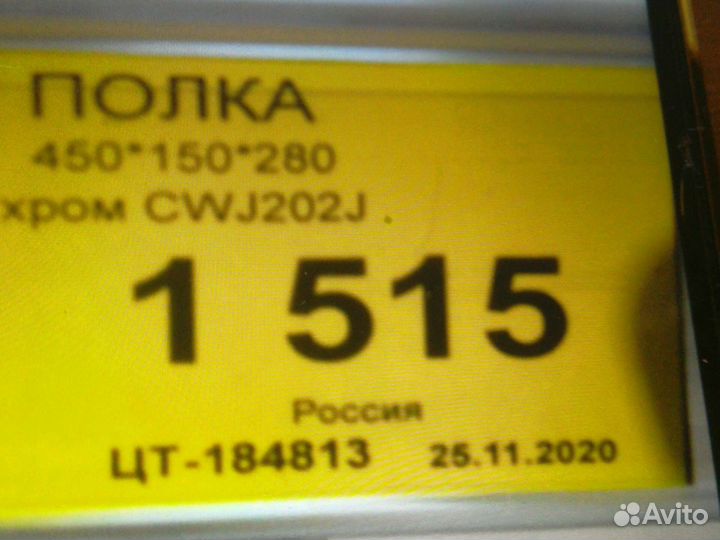 ПОЛКА
450*150*280
хром CWJ202J
1 515
Россия
ЦТ-184813 25.11.2020
Avito